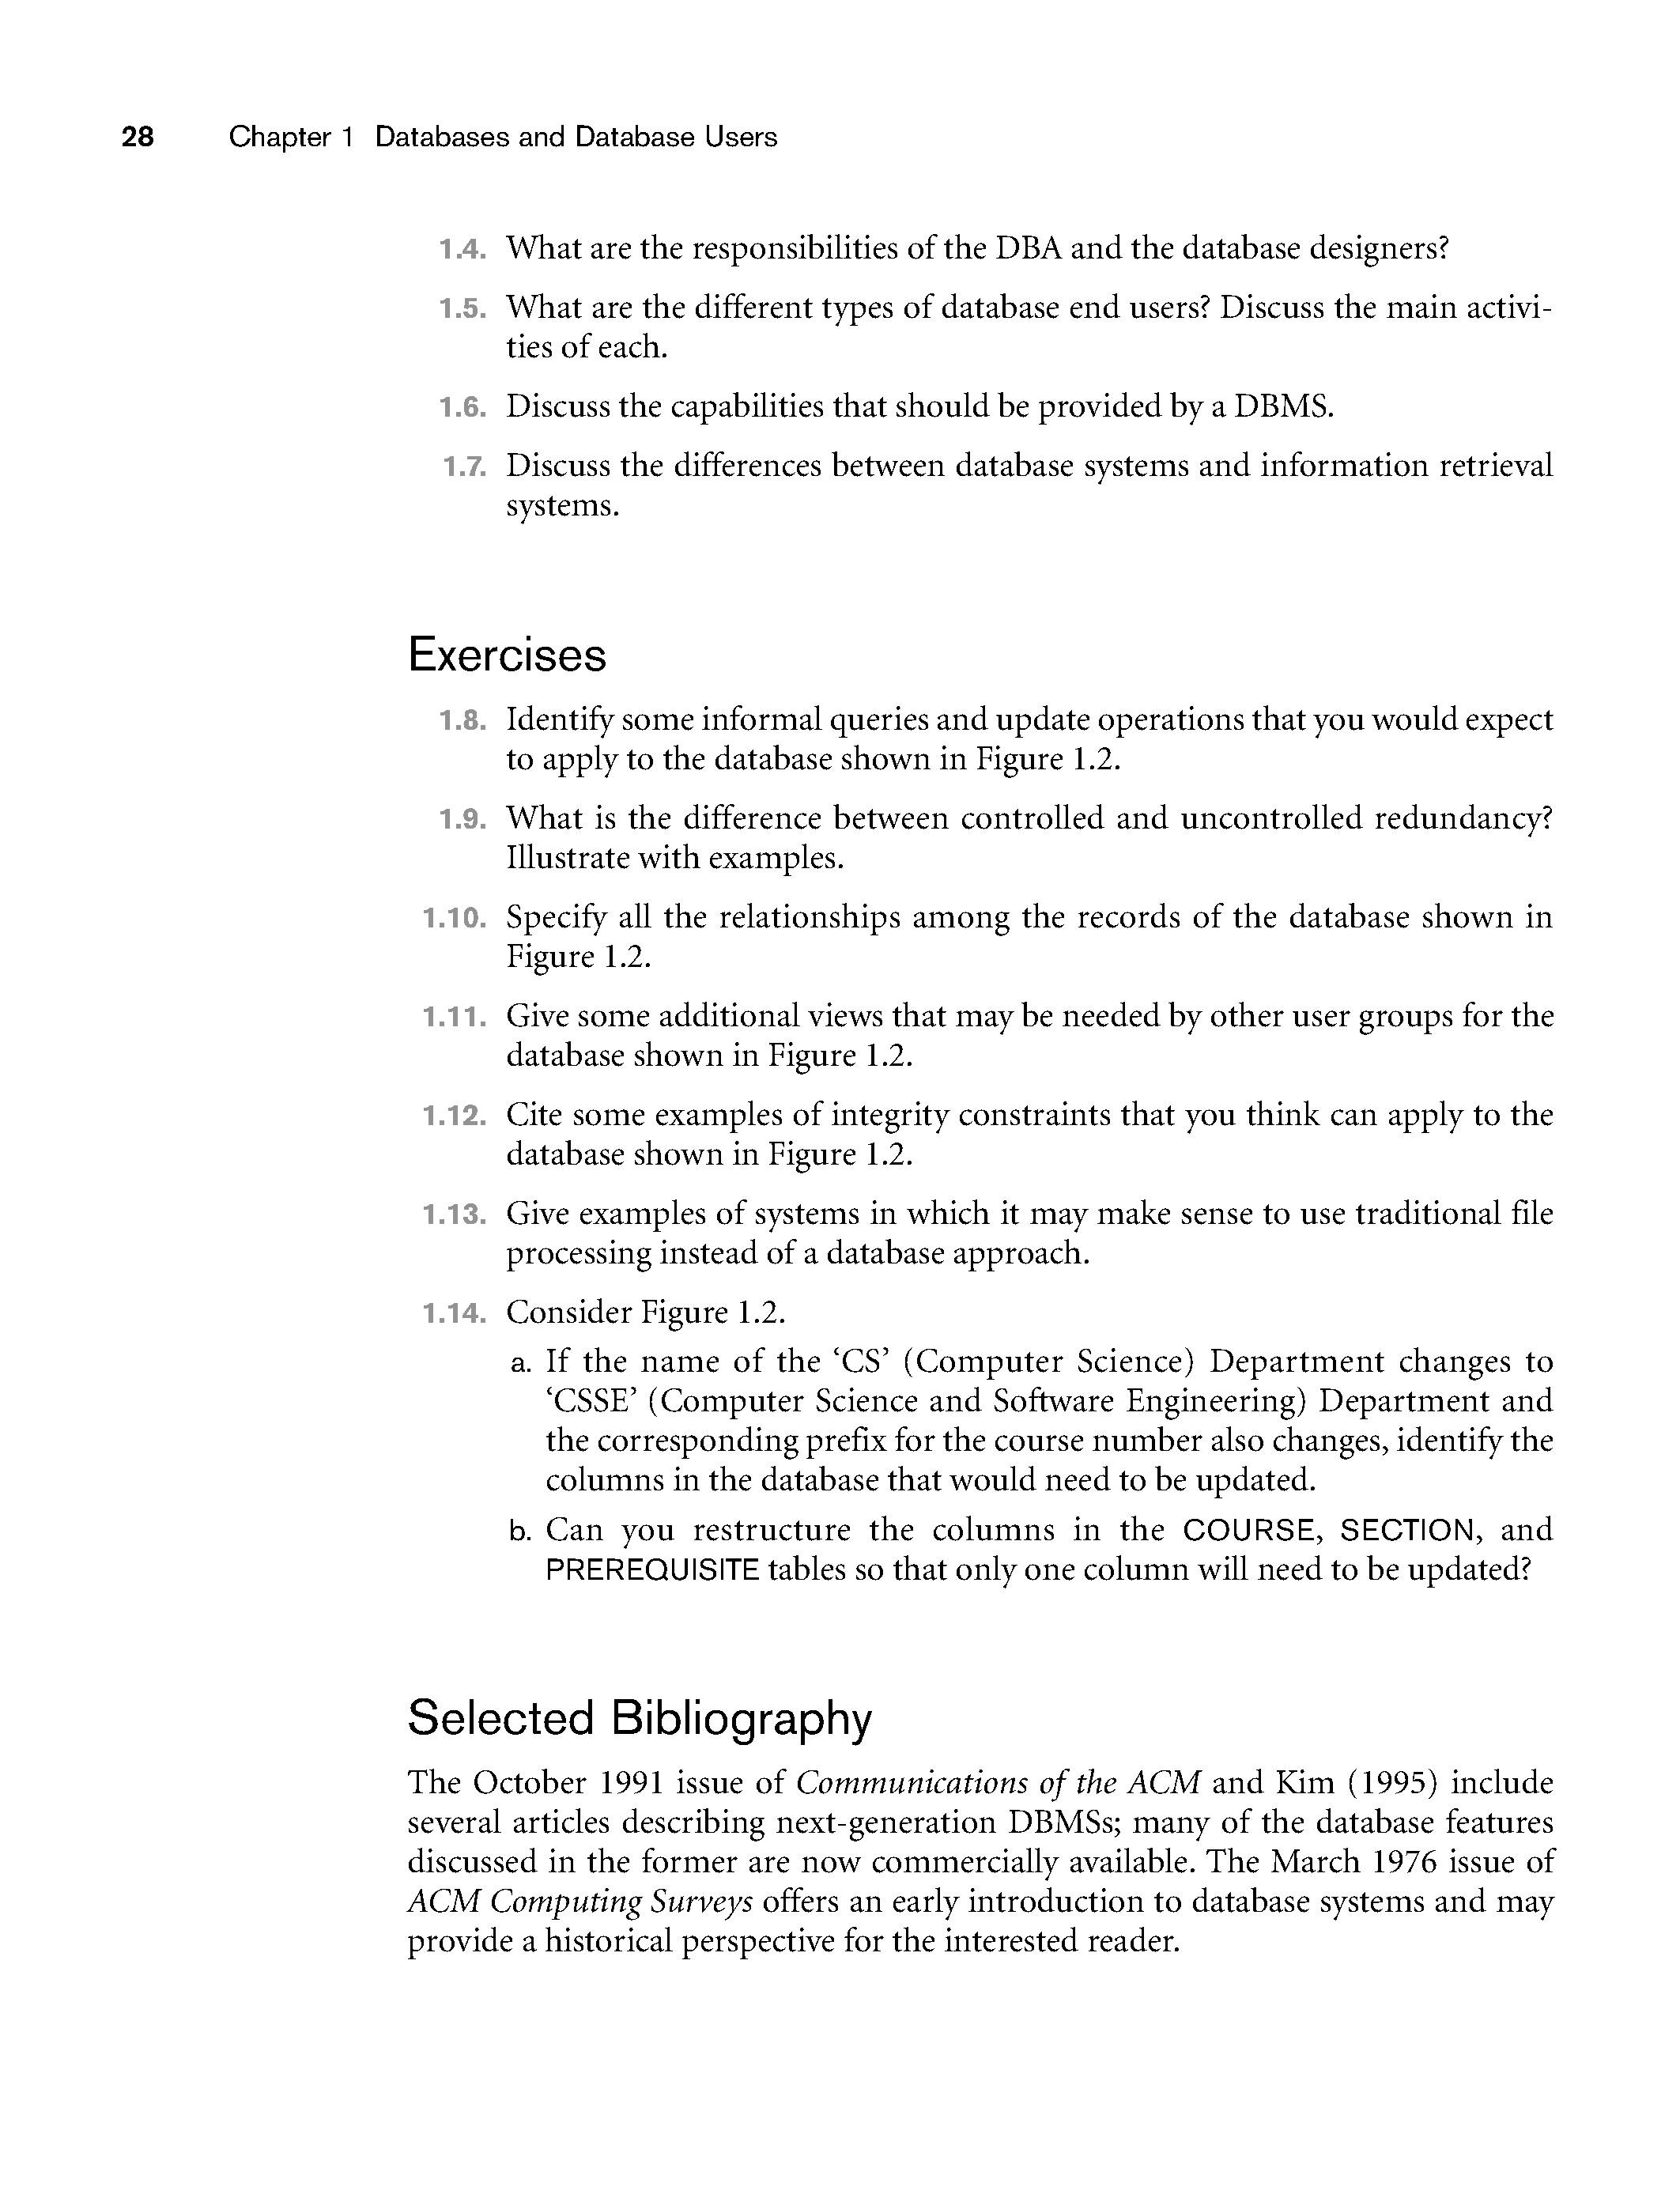 28 Chapter 1 Databases and Database Users
1.4. What are the responsibilities of the DBA and the database designers?
1.5. What are the different types of database end users? Discuss the main activi-
ties of each.
1.6. Discuss the capabilities that should be provided by a DBMS.
1.7. Discuss the differences between database systems and information retrieval
systems.
Exercises
1.8. Identify some informal queries and update operations that you would expect
to apply to the database shown in Figure 1.2.
1.9. What is the difference between controlled and uncontrolled redundancy?
Illustrate with examples.
1.10. Specify all the relationships among the records of the database shown in
Figure 1.2.
1.11. Give some additional views that may be needed by other user groups for the
database shown in Figure 1.2.
1.12. Cite some examples of integrity constraints that you think can apply to the
database shown in Figure 1.2.
1.13. Give examples of systems in which it may make sense to use traditional file
processing instead of a database approach.
1.14. Consider Figure 1.2.
a. If the name of the ‘CS’ (Computer Science) Department changes to
‘CSSE’ (Computer Science and Software Engineering) Department and
the corresponding prefix for the course number also changes, identify the
columns in the database that would need to be updated.
b. Can you restructure the columns in the COURSE, SECTION, and
PREREQUISITE tables so that only one column will need to be updated?
Selected Bibliography
The October 1991 issue of Communications of the ACM and Kim (1995) include
several articles describing next-generation DBMSs; many of the database features
discussed in the former are now commercially available. The March 1976 issue of
ACM Computing Surveys offers an early introduction to database systems and may
provide a historical perspective for the interested reader.